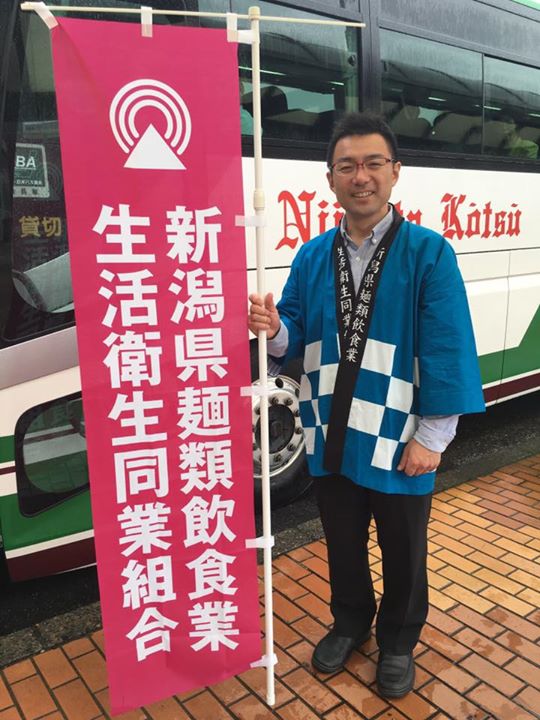 新潟県麺類飲食業
生活衛生同業組合
BA
貸切
Kōtsū
新潟県麺類飲食業
生活衛生同業